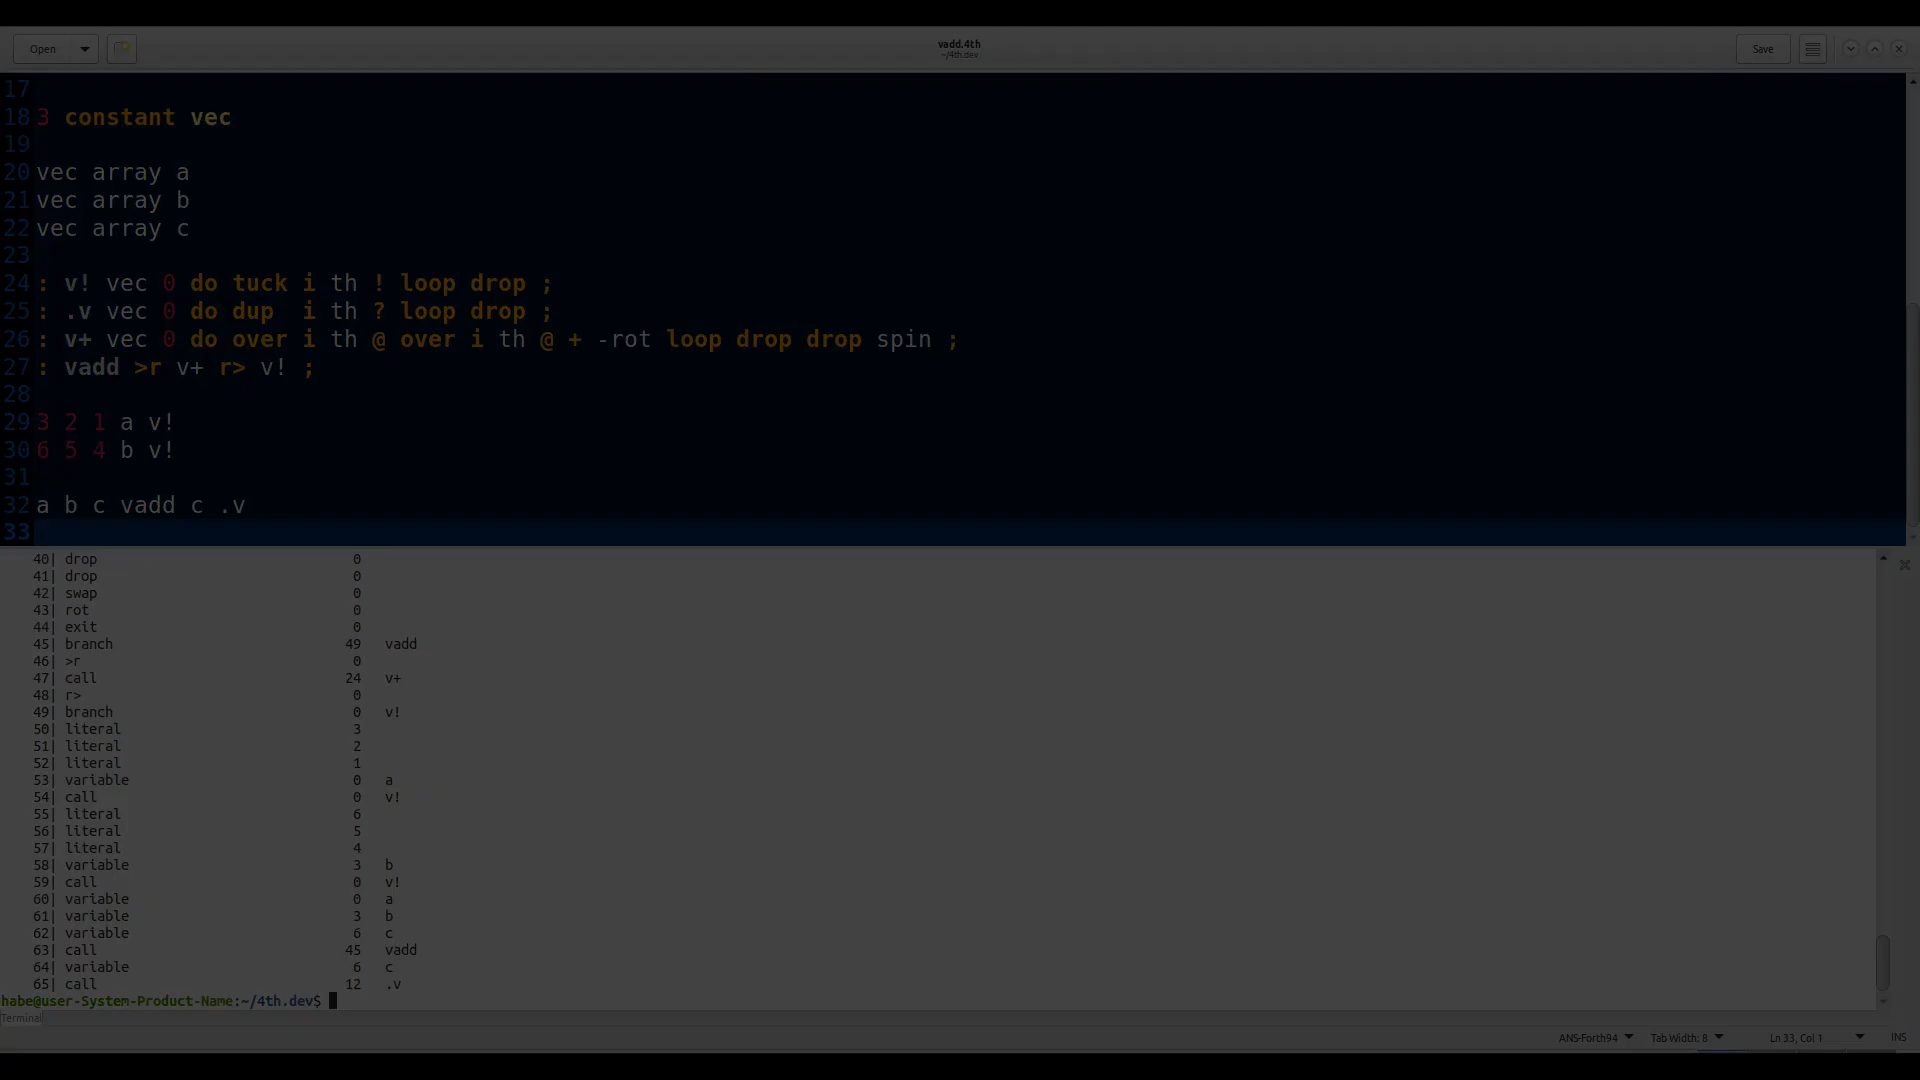 Open
vadd.4th
~/4th.dev
Save
17
18 3 constant vec
19
20 vec array a
21 vec array b
22 vec array c
23
24 : v! vec 0 do tuck i th ! loop drop ;
25 : .v vec 0 do dup  i th ? loop drop ;
26 : v+ vec 0 do over i th @ over i th @ + -rot loop drop drop spin ;
27 : vadd >r v+ r> v! ;
28
29 3 2 1 a v!
30 6 5 4 b v!
31
32 a b c vadd c .v
33
40| drop 0
41| drop 0
42| swap 0
43| rot 0
44| exit 0
45| branch 49 vadd
46| >r 0
47| call 24 v+
48| r> 0
49| branch 0 v!
50| literal 3
51| literal 2
52| literal 1
53| variable 0 a
54| call 0 v!
55| literal 6
56| literal 5
57| literal 4
58| variable 3 b
59| call 0 v!
60| variable 0 a
61| variable 3 b
62| variable 6 c
63| call 45 vadd
64| variable 6 c
65| call 12 .v
habe@user-System-Product-Name:~/4th.dev$
Terminal
ANS-Forth94 Tab Width: 8 Ln 33, Col 1 INS